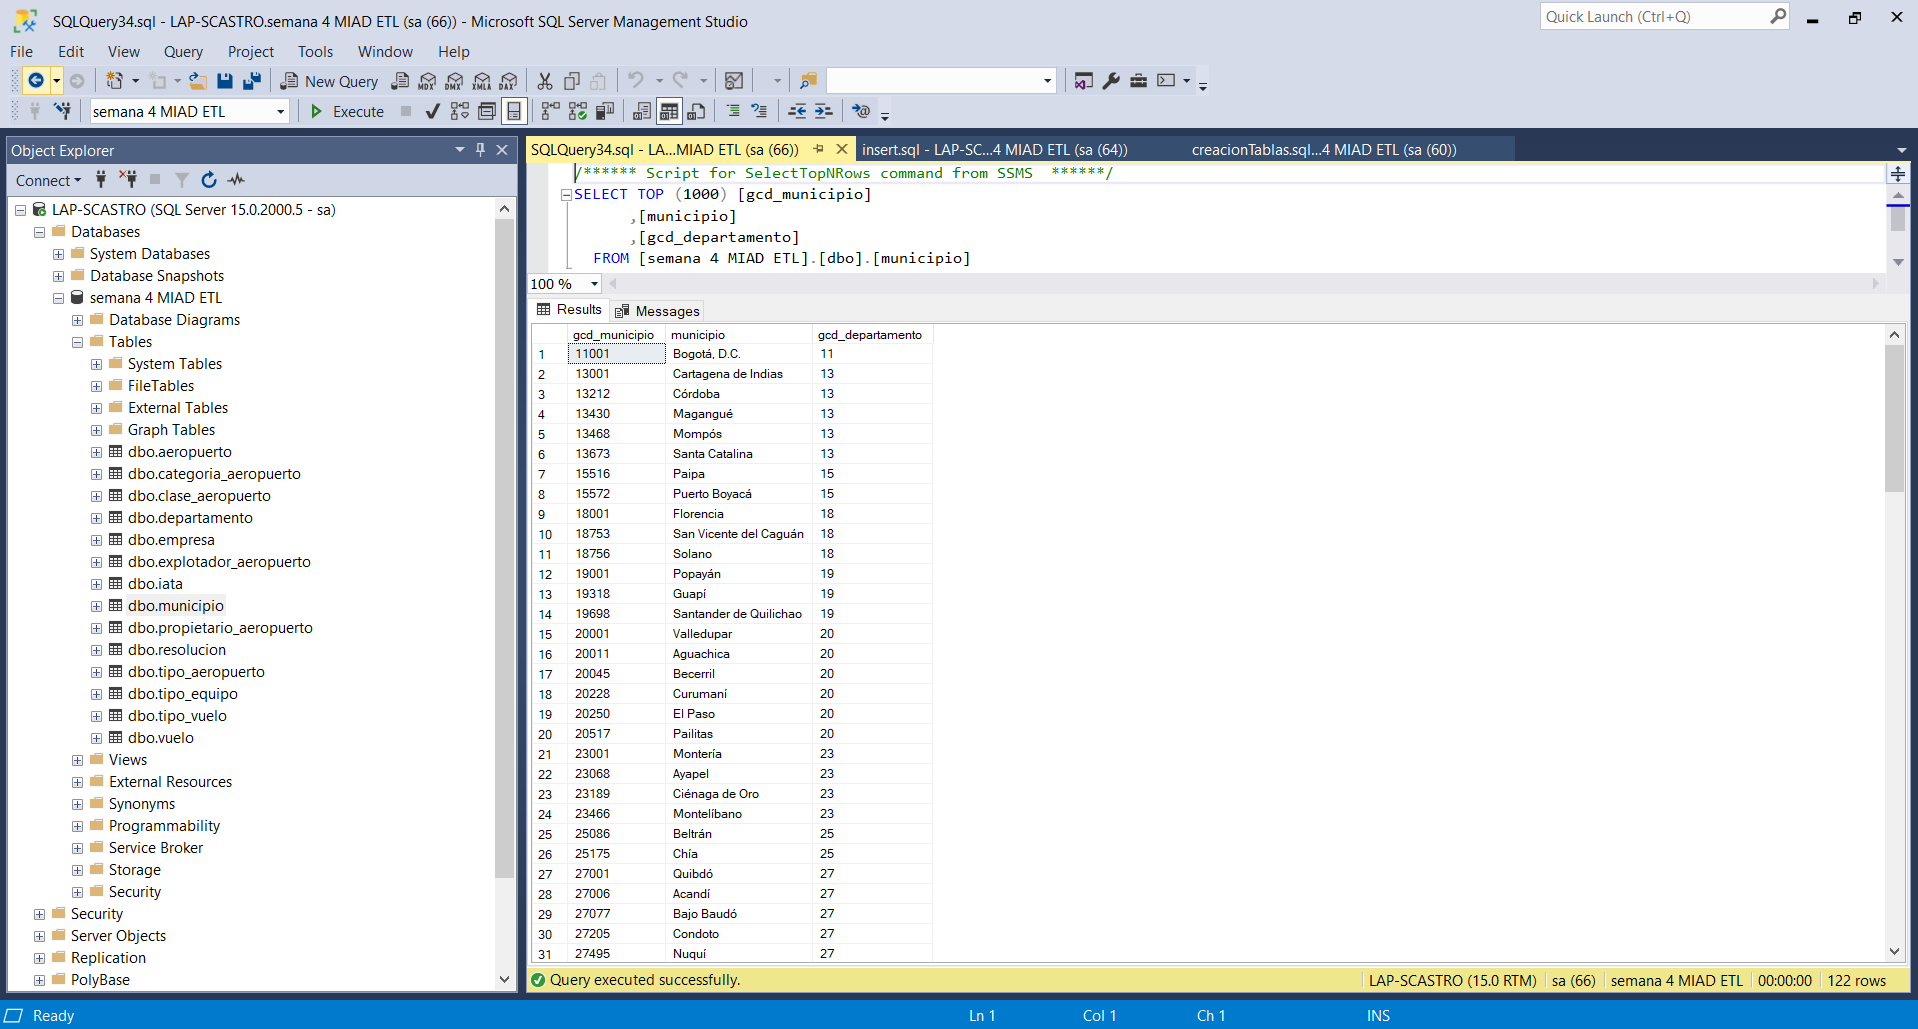 SQLQuery34.sql - LAP-SCASTRO.semana 4 MIAD ETL (sa (66)) - Microsoft SQL Server Management Studio
Quick Launch (Ctrl+Q)
File Edit View Query Project Tools Window Help
New Query
MDX DMX XMLA DAX
semana 4 MIAD ETL
Execute
Object Explorer
Connect
LAP-SCASTRO (SQL Server 15.0.2000.5 - sa)
Databases
System Databases
Database Snapshots
semana 4 MIAD ETL
Database Diagrams
Tables
System Tables
FileTables
External Tables
Graph Tables
dbo.aeropuerto
dbo.categoria_aeropuerto
dbo.clase_aeropuerto
dbo.departamento
dbo.empresa
dbo.explotador_aeropuerto
dbo.iata
dbo.municipio
dbo.propietario_aeropuerto
dbo.resolucion
dbo.tipo_aeropuerto
dbo.tipo_equipo
dbo.tipo_vuelo
dbo.vuelo
Views
External Resources
Synonyms
Programmability
Service Broker
Storage
Security
Security
Server Objects
Replication
PolyBase
SQLQuery34.sql - LA...MIAD ETL (sa (66))
insert.sql - LAP-SC...4 MIAD ETL (sa (64))
creacionTablas.sql...4 MIAD ETL (sa (60))
/****** Script for SelectTopNRows command from SSMS  ******/
SELECT TOP (1000) [gcd_municipio]
,[municipio]
,[gcd_departamento]
FROM [semana 4 MIAD ETL].[dbo].[municipio]
100 %
Results
Messages
gcd_municipio municipio gcd_departamento
1 11001 Bogotá, D.C. 11
2 13001 Cartagena de Indias 13
3 13212 Córdoba 13
4 13430 Magangué 13
5 13468 Mompós 13
6 13673 Santa Catalina 13
7 15516 Paipa 15
8 15572 Puerto Boyacá 15
9 18001 Florencia 18
10 18753 San Vicente del Caguán 18
11 18756 Solano 18
12 19001 Popayán 19
13 19318 Guapí 19
14 19698 Santander de Quilichao 19
15 20001 Valledupar 20
16 20011 Aguachica 20
17 20045 Becerril 20
18 20228 Curumaní 20
19 20250 El Paso 20
20 20517 Pailitas 20
21 23001 Montería 23
22 23068 Ayapel 23
23 23189 Ciénaga de Oro 23
24 23466 Montelíbano 23
25 25086 Beltrán 25
26 25175 Chía 25
27 27001 Quibdó 27
28 27006 Acandí 27
29 27077 Bajo Baudó 27
30 27205 Condoto 27
31 27495 Nuquí 27
Query executed successfully.
LAP-SCASTRO (15.0 RTM) sa (66) semana 4 MIAD ETL 00:00:00 122 rows
Ready
Ln 1 Col 1 Ch 1 INS